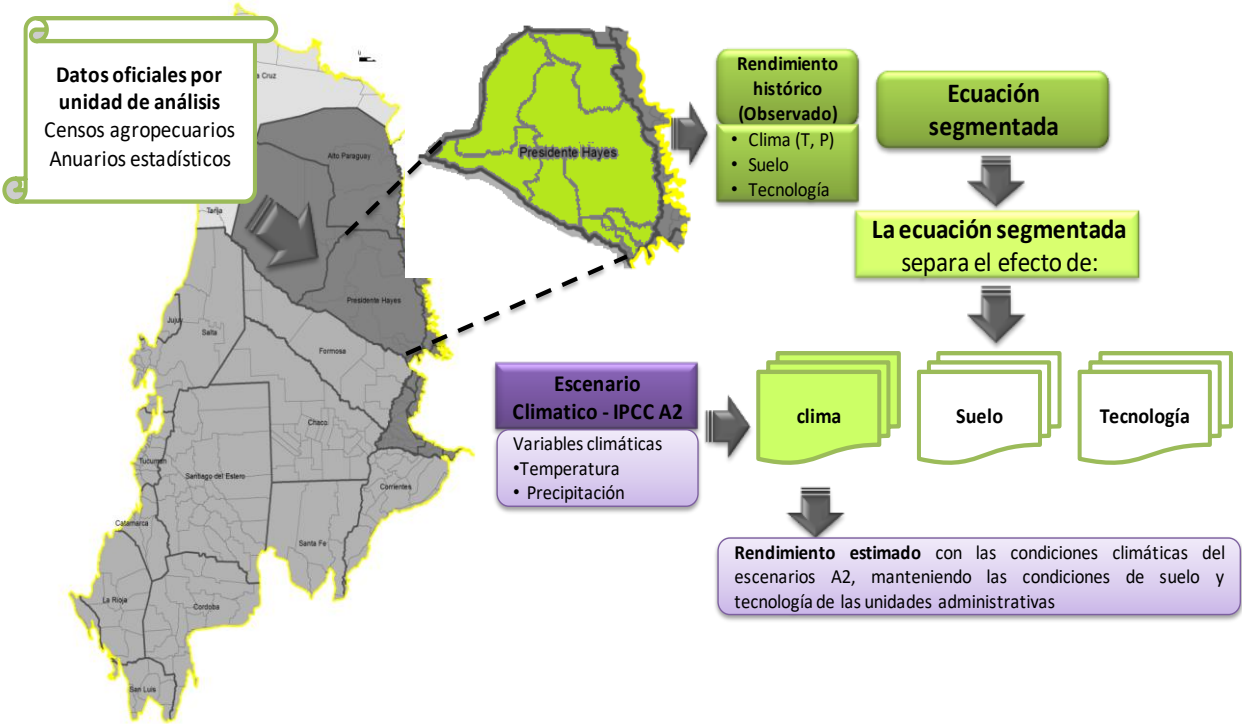 Datos oficiales por
unidad de análisis
Censos agropecuarios
Anuarios estadísticos
a Cruz
Alto Paraguay
Tarija
Presidente Hayes
Jujuy
Salta
Formosa
Chaco
Tucuman
Santiago del Estero
Corrientes
Catamarca
Santa Fe
La Rioja
Cordoba
San Luis
Presidente Hayes
Rendimiento
histórico
(Observado)
• Clima (T, P)
• Suelo
• Tecnología
Ecuación
segmentada
La ecuación segmentada
separa el efecto de:
Escenario
Climatico - IPCC A2
Variables climáticas
•Temperatura
• Precipitación
clima
Suelo
Tecnología
Rendimiento estimado con las condiciones climáticas del
escenarios A2, manteniendo las condiciones de suelo y
tecnología de las unidades administrativas